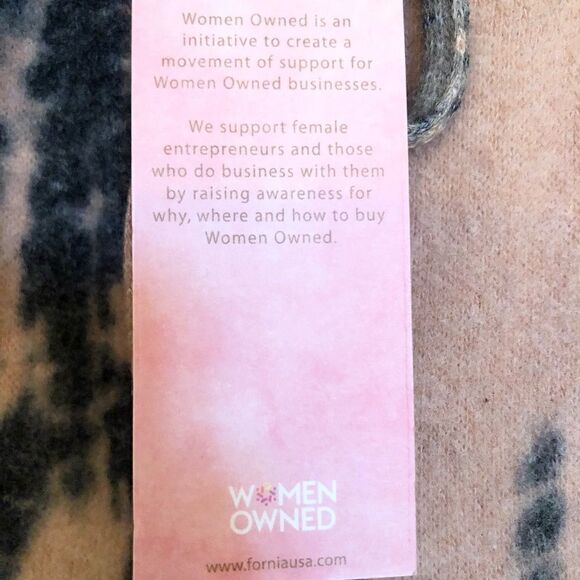 Women Owned is an
initiative to create a
movement of support for
Women Owned businesses.
We support female
entrepreneurs and those
who do business with them
by raising awareness for
why, where and how to buy
Women Owned.
WOMEN
OWNED
www.forniausa.com